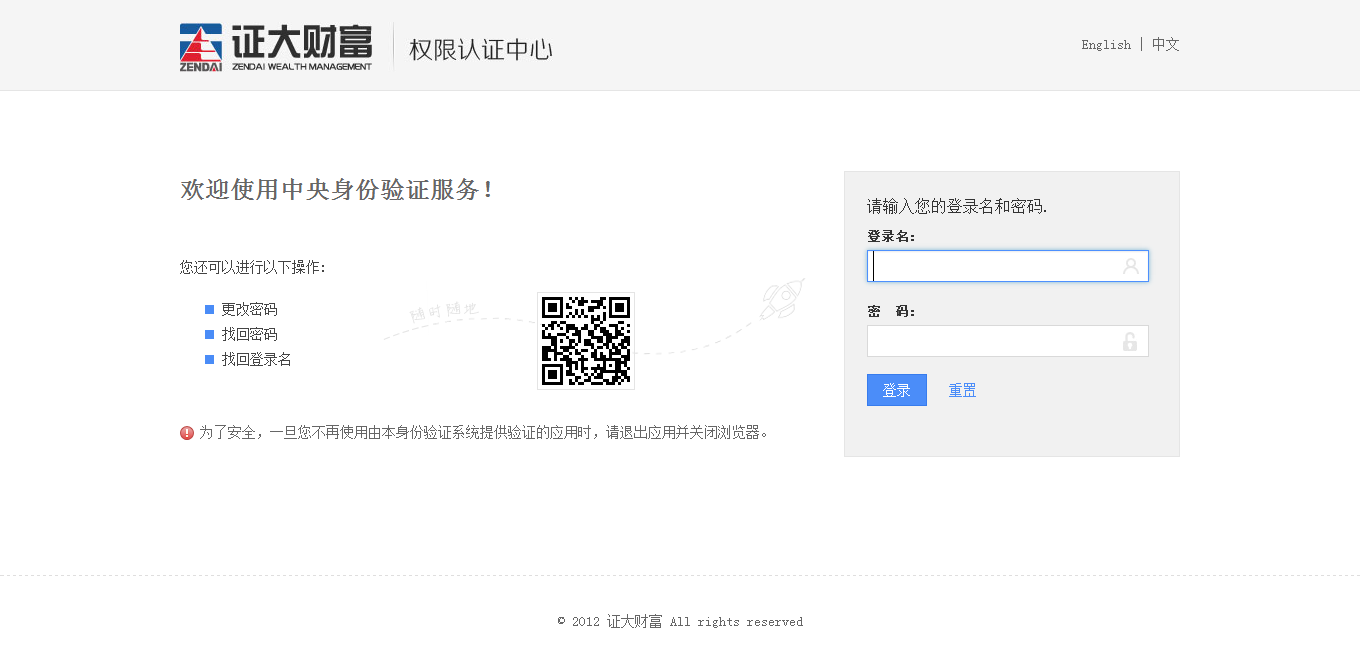 证大财富
ZENDAI
ZENDAI WEALTH MANAGEMENT
权限认证中心
English | 中文
欢迎使用中央身份验证服务!
您还可以进行以下操作:
更改密码
找回密码
找回登录名
随时随地
为了安全，一旦您不再使用由本身份验证系统提供验证的应用时，请退出应用并关闭浏览器。
请输入您的登录名和密码.
登录名:
密 码:
登录 重置
© 2012 证大财富 All rights reserved